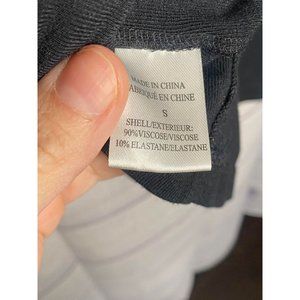 MADE IN CHINA
FABRIQUÉ EN CHINE
S
SHELL/EXTERIEUR:
90%VISCOSE/VISCOSE
10% ELASTANE/ELASTANE